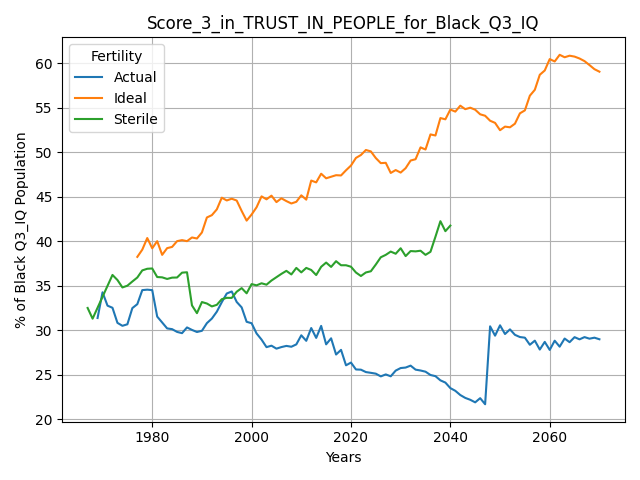 Score_3_in_TRUST_IN_PEOPLE_for_Black_Q3_IQ
Fertility
Actual
Ideal
Sterile
% of Black Q3_IQ Population
60
55
50
45
40
35
30
25
20
1980
2000
2020
2040
2060
Years